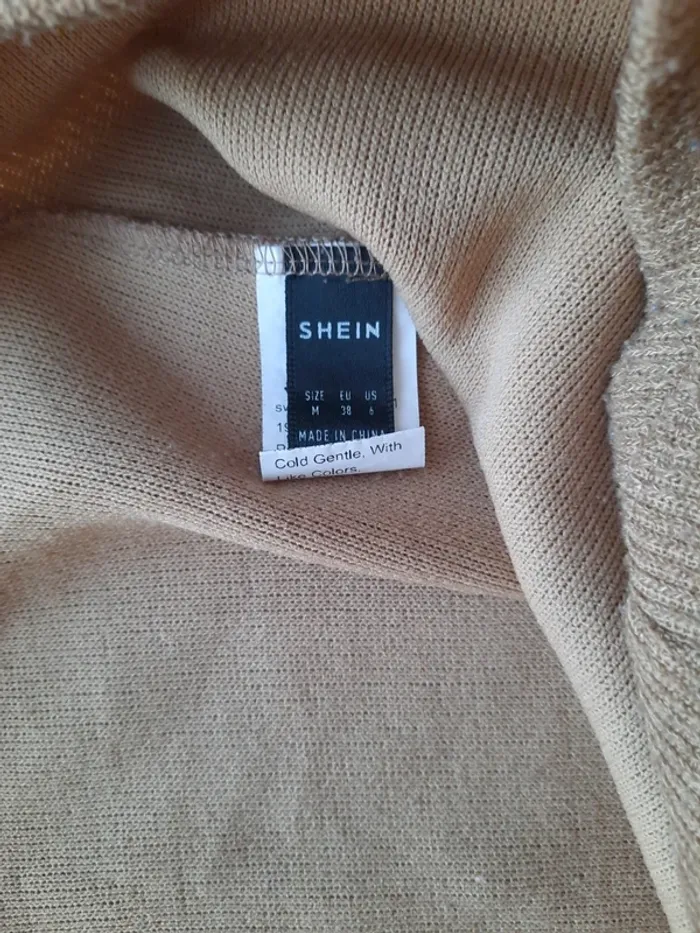 SHEIN
SIZE EU US
M 38 6
MADE IN CHINA
Cold Gentle, With
Like Colors.